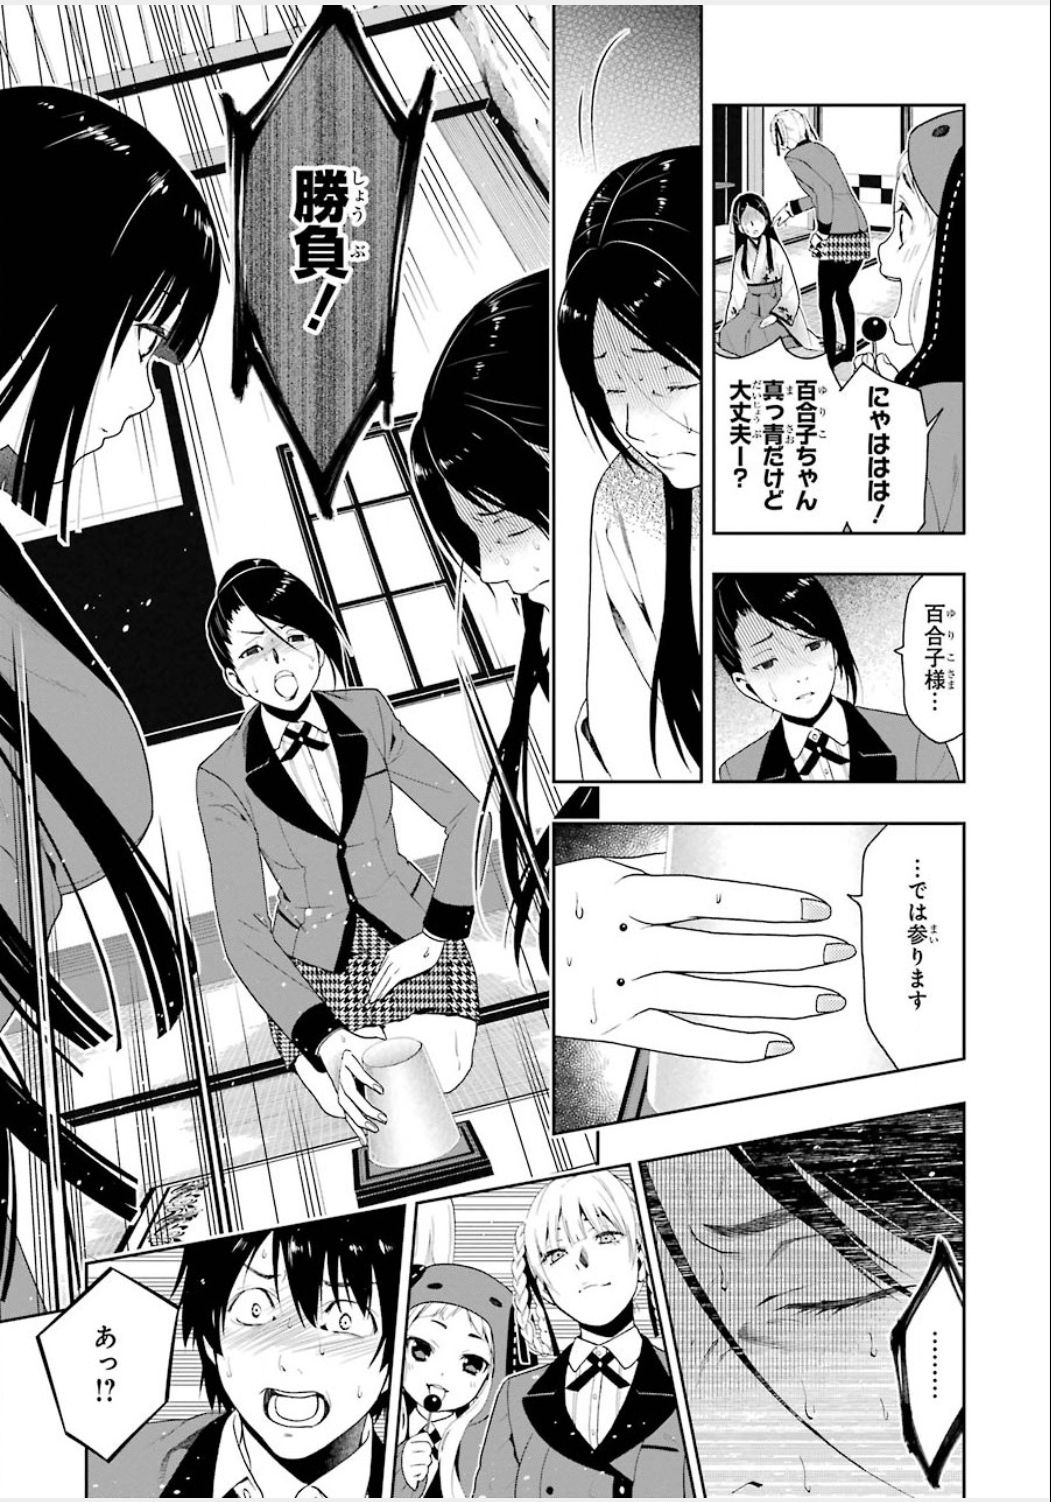 にゃははは！
百合子ちゃん
真っ青だけど
大丈夫ー？
百合子様…
…では参ります
勝負！
………
あっ
!?